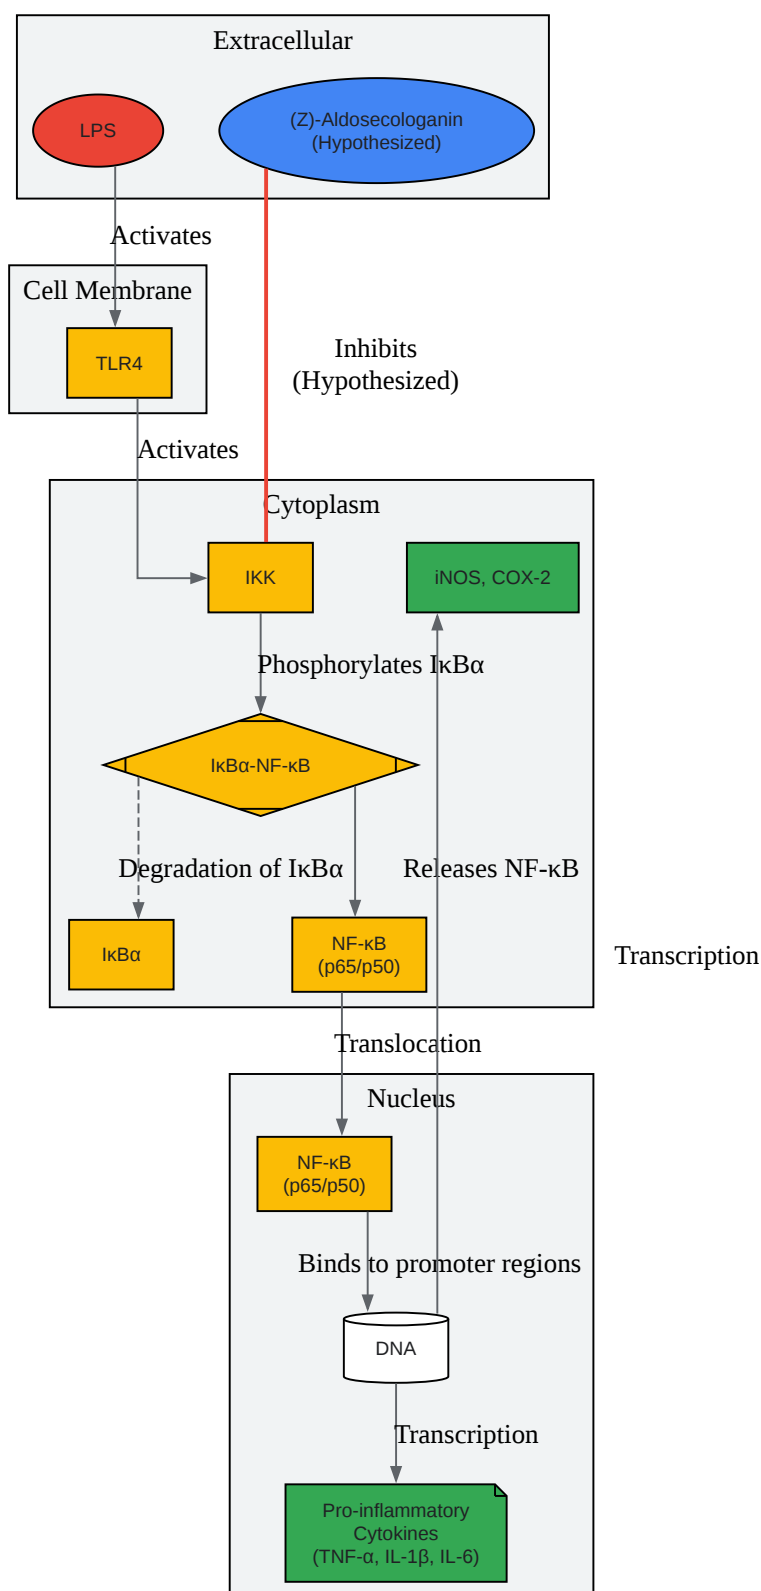 Extracellular
LPS
(Z)-Aldosecologanin
(Hypothesized)
Activates
Cell Membrane
TLR4
Inhibits
(Hypothesized)
Activates
Cytoplasm
IKK
iNOS, COX-2
Phosphorylates IκBα
IκBα-NF-κB
Degradation of IκBα
Releases NF-κB
IκBα
NF-κB
(p65/p50)
Transcription
Translocation
Nucleus
NF-κB
(p65/p50)
Binds to promoter regions
DNA
Transcription
Pro-inflammatory
Cytokines
(TNF-α, IL-1β, IL-6)